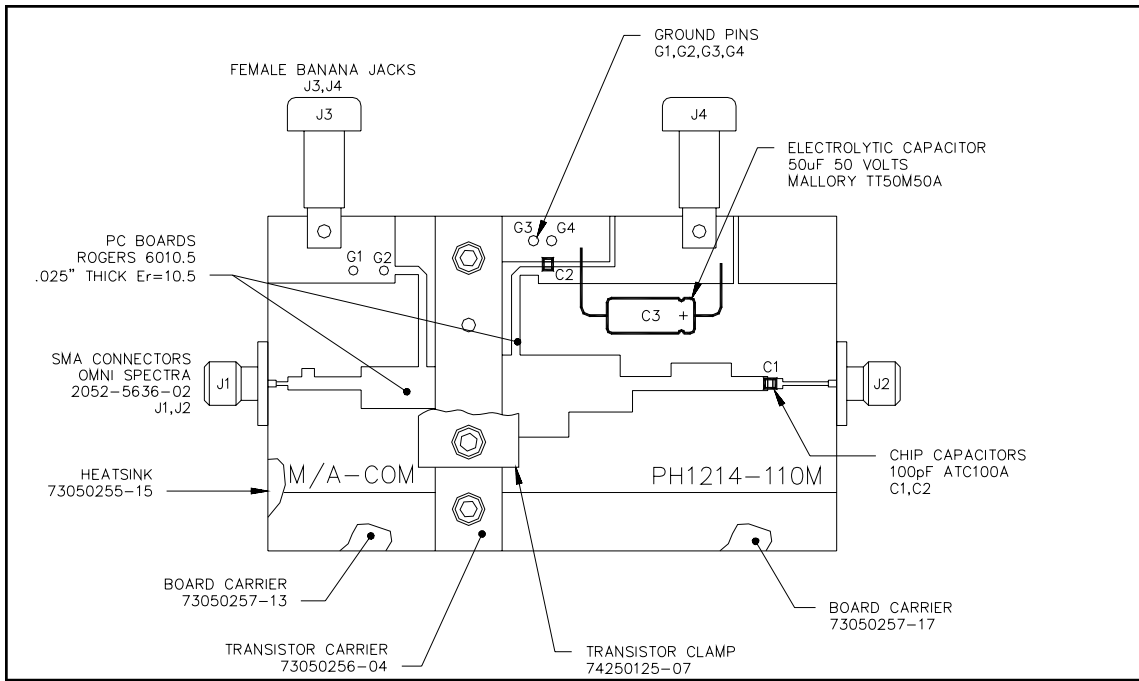 GROUND PINS
G1,G2,G3,G4
FEMALE BANANA JACKS
J3,J4
J3
J4
ELECTROLYTIC CAPACITOR
50uF 50 VOLTS
MALLORY TT50M50A
PC BOARDS
ROGERS 6010.5
.025" THICK Er=10.5
G1 G2
G3 G4
C2
C3 +
SMA CONNECTORS
OMNI SPECTRA
2052-5636-02
J1,J2
J1
C1
J2
HEATSINK
73050255-15
M/A-COM
PH1214-110M
CHIP CAPACITORS
100pF ATC100A
C1,C2
BOARD CARRIER
73050257-13
BOARD CARRIER
73050257-17
TRANSISTOR CARRIER
73050256-04
TRANSISTOR CLAMP
74250125-07